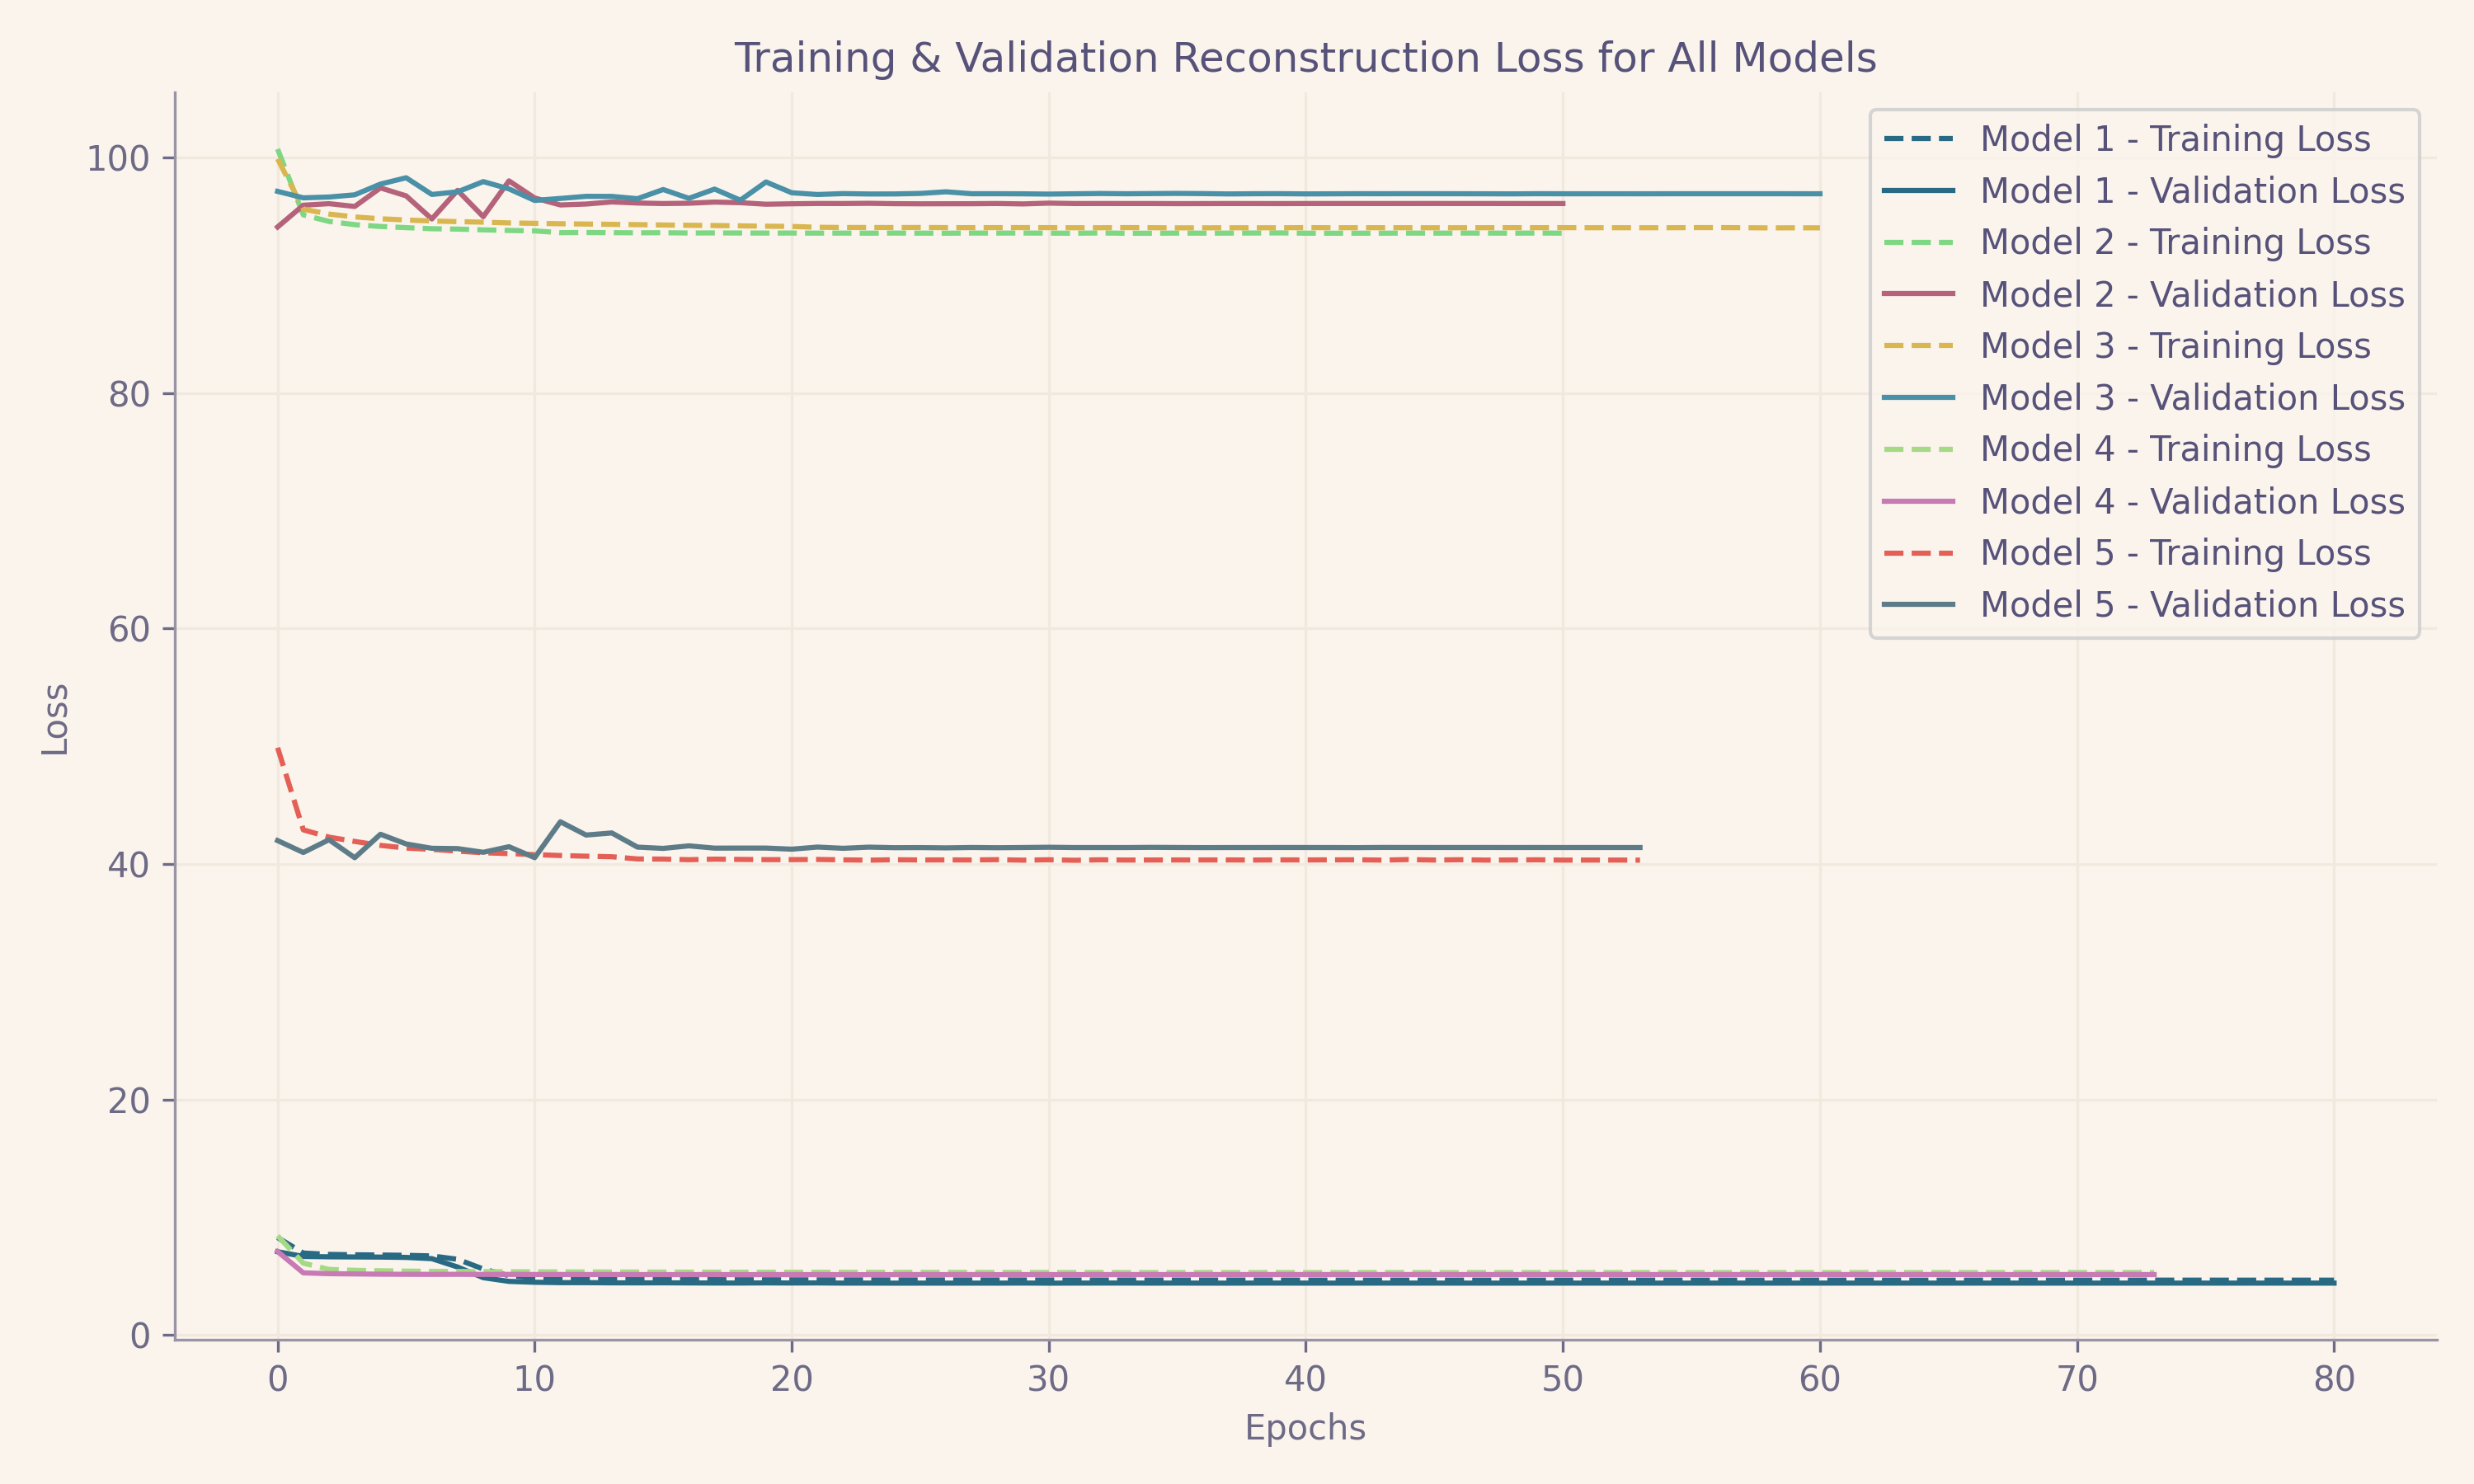 Training & Validation Reconstruction Loss for All Models
Model 1 - Training Loss
Model 1 - Validation Loss
Model 2 - Training Loss
Model 2 - Validation Loss
Model 3 - Training Loss
Model 3 - Validation Loss
Model 4 - Training Loss
Model 4 - Validation Loss
Model 5 - Training Loss
Model 5 - Validation Loss
Loss
100
80
60
40
20
0
0 10 20 30 40 50 60 70 80
Epochs